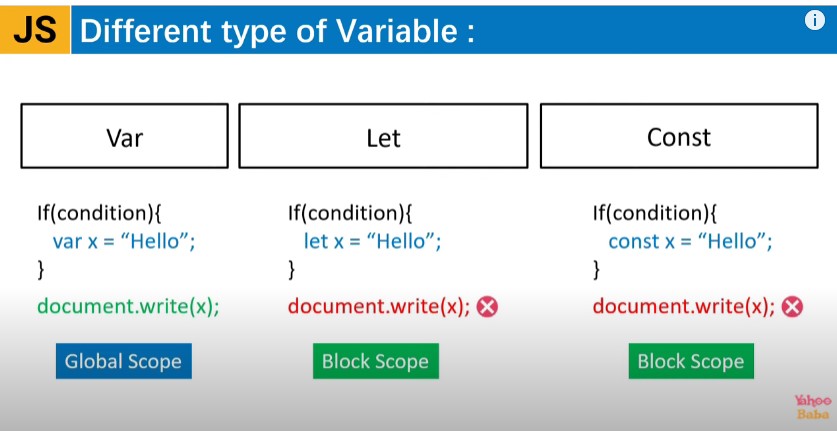 JS Different type of Variable :
Var
Let
Const
If(condition){
var x = “Hello”;
}
document.write(x);
Global Scope
If(condition){
let x = “Hello”;
}
document.write(x);
Block Scope
If(condition){
const x = “Hello”;
}
document.write(x);
Block Scope
Yahoo
Baba